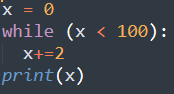 x = 0
while (x < 100):
  x+=2
print(x)